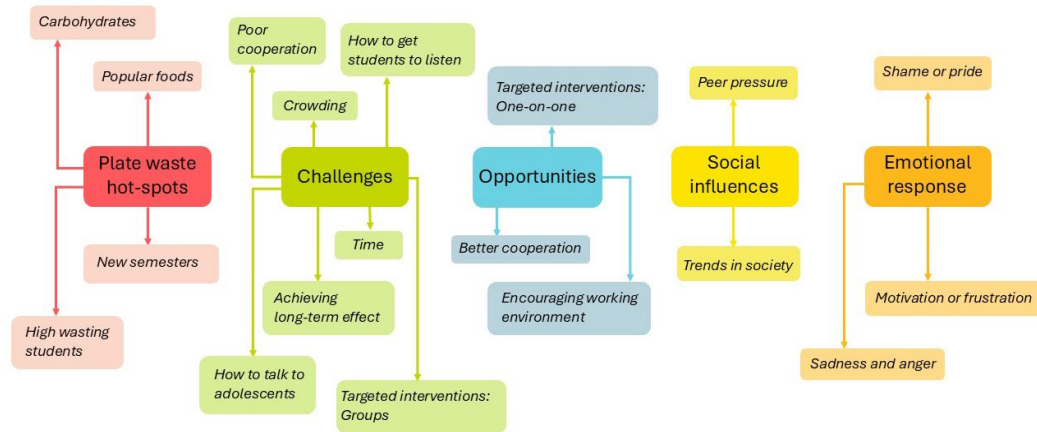 Carbohydrates
Popular foods
Plate waste
hot-spots
New semesters
High wasting
students
Poor
cooperation
How to get
students to listen
Crowding
Challenges
Time
Achieving
long-term effect
How to talk to
adolescents
Targeted interventions:
Groups
Targeted interventions:
One-on-one
Opportunities
Better cooperation
Encouraging working
environment
Peer pressure
Social
influences
Trends in society
Shame or pride
Emotional
response
Motivation or frustration
Sadness and anger